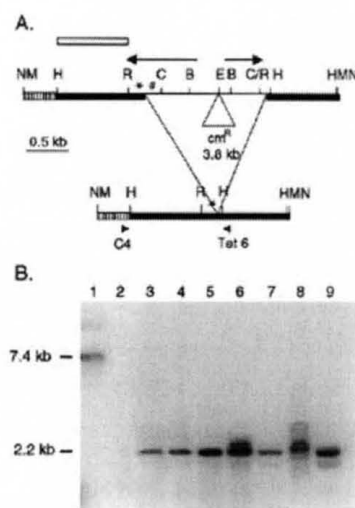 A.
NM H R * # C B E B C/R H HMN
cm^R
3.8 kb
0.5 kb
NM H R * H HMN
C4 Tet 6
B.
1 2 3 4 5 6 7 8 9
7.4 kb
2.2 kb